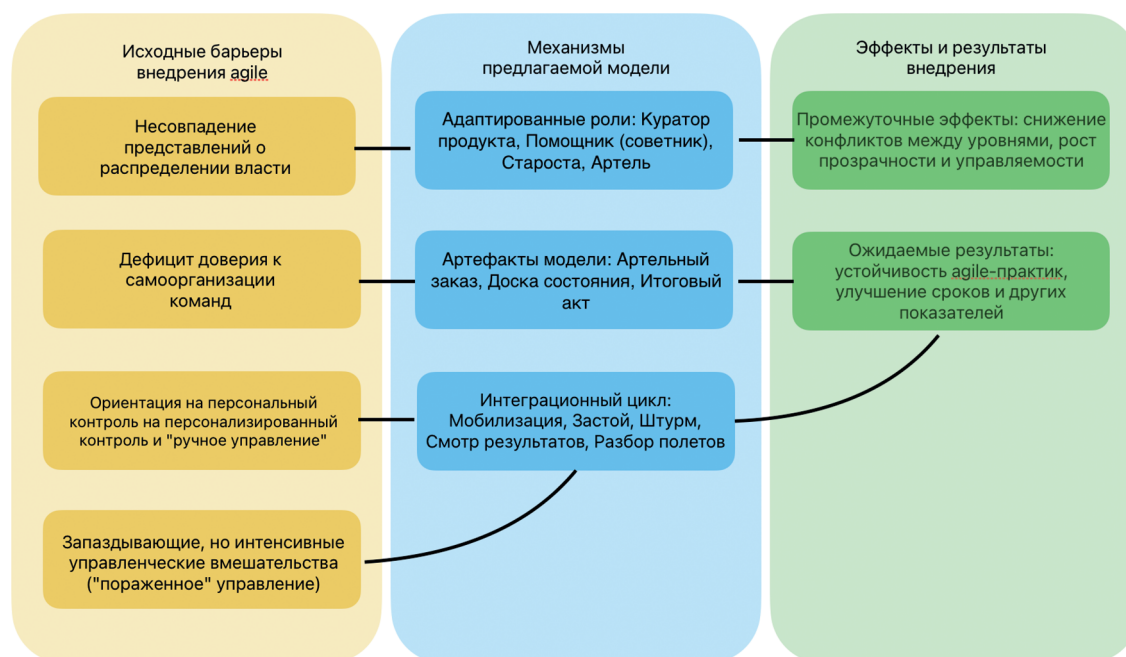 Исходные барьеры
внедрения agile
Несовпадение
представлений о
распределении власти
Дефицит доверия к
самоорганизации
команд
Ориентация на персональный
контроль на персонализированный
контроль и "ручное управление"
Запаздывающие, но интенсивные
управленческие вмешательства
("пораженное" управление)
Механизмы
предлагаемой модели
Адаптированные роли: Куратор
продукта, Помощник (советник),
Староста, Артель
Артефакты модели: Артельный
заказ, Доска состояния, Итоговый
акт
Интеграционный цикл:
Мобилизация, Застой, Штурм,
Смотр результатов, Разбор полетов
Эффекты и результаты
внедрения
Промежуточные эффекты: снижение
конфликтов между уровнями, рост
прозрачности и управляемости
Ожидаемые результаты:
устойчивость agile-практик,
улучшение сроков и других
показателей